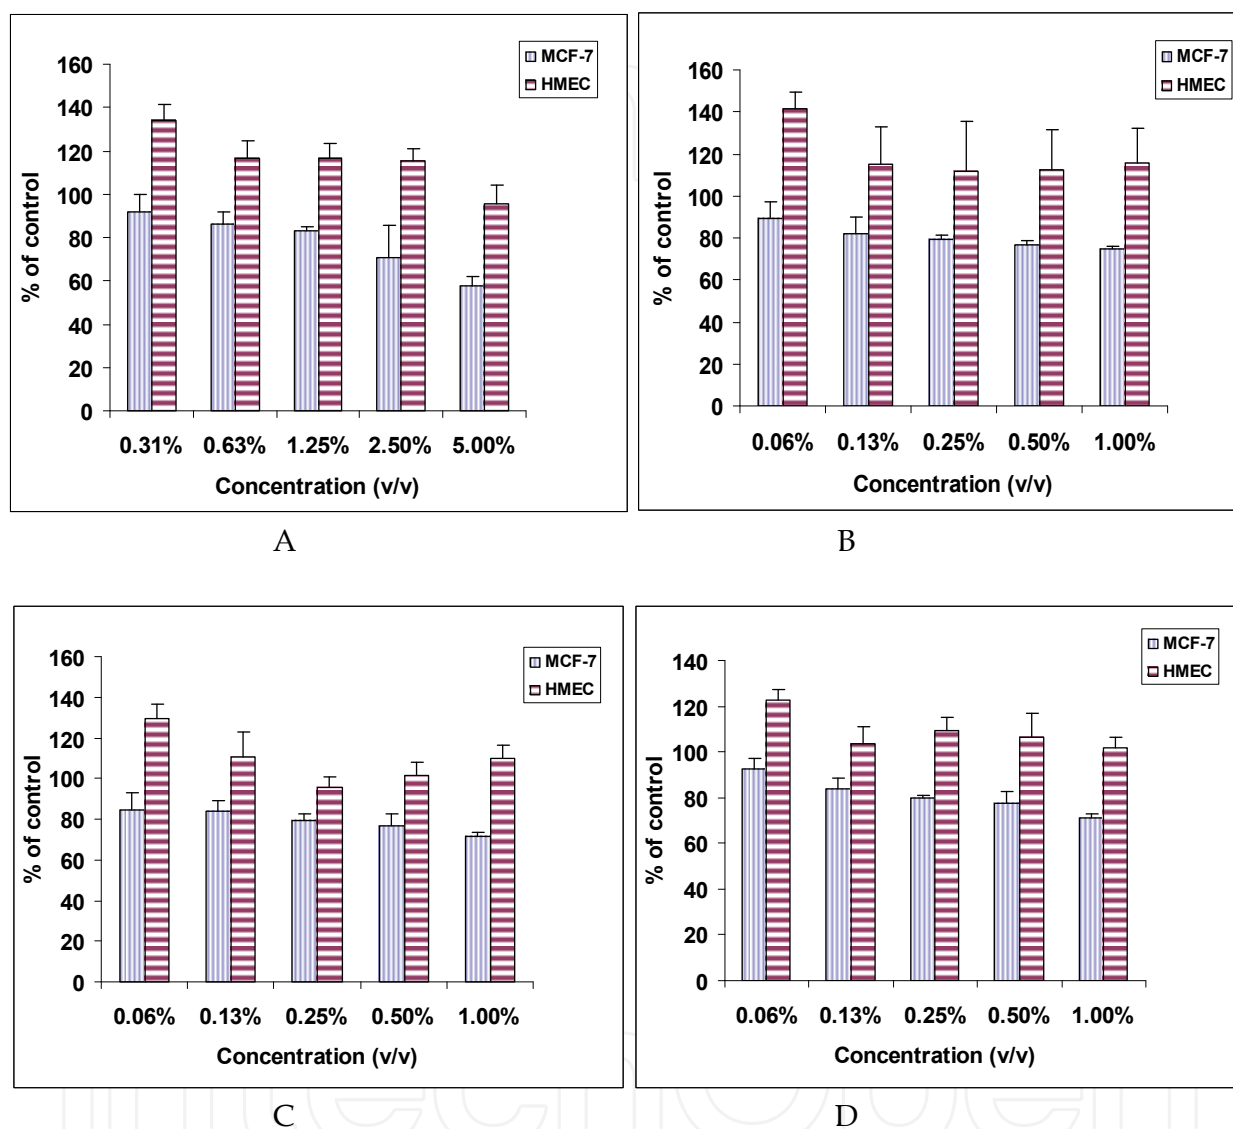 MCF-7
HMEC
160
140
120
100
80
60
40
20
0
% of control
0.31% 0.63% 1.25% 2.50% 5.00%
Concentration (v/v)
A
MCF-7
HMEC
160
140
120
100
80
60
40
20
0
% of control
0.06% 0.13% 0.25% 0.50% 1.00%
Concentration (v/v)
B
MCF-7
HMEC
160
140
120
100
80
60
40
20
0
% of control
0.06% 0.13% 0.25% 0.50% 1.00%
Concentration (v/v)
C
MCF-7
HMEC
140
120
100
80
60
40
20
0
% of control
0.06% 0.13% 0.25% 0.50% 1.00%
Concentration (v/v)
D